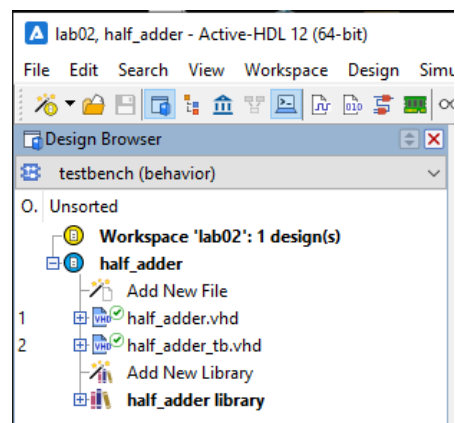 lab02, half_adder - Active-HDL 12 (64-bit)
File Edit Search View Workspace Design Simu
Design Browser
testbench (behavior)
O. Unsorted
Workspace 'lab02': 1 design(s)
half_adder
Add New File
1 half_adder.vhd
2 half_adder_tb.vhd
Add New Library
half_adder library